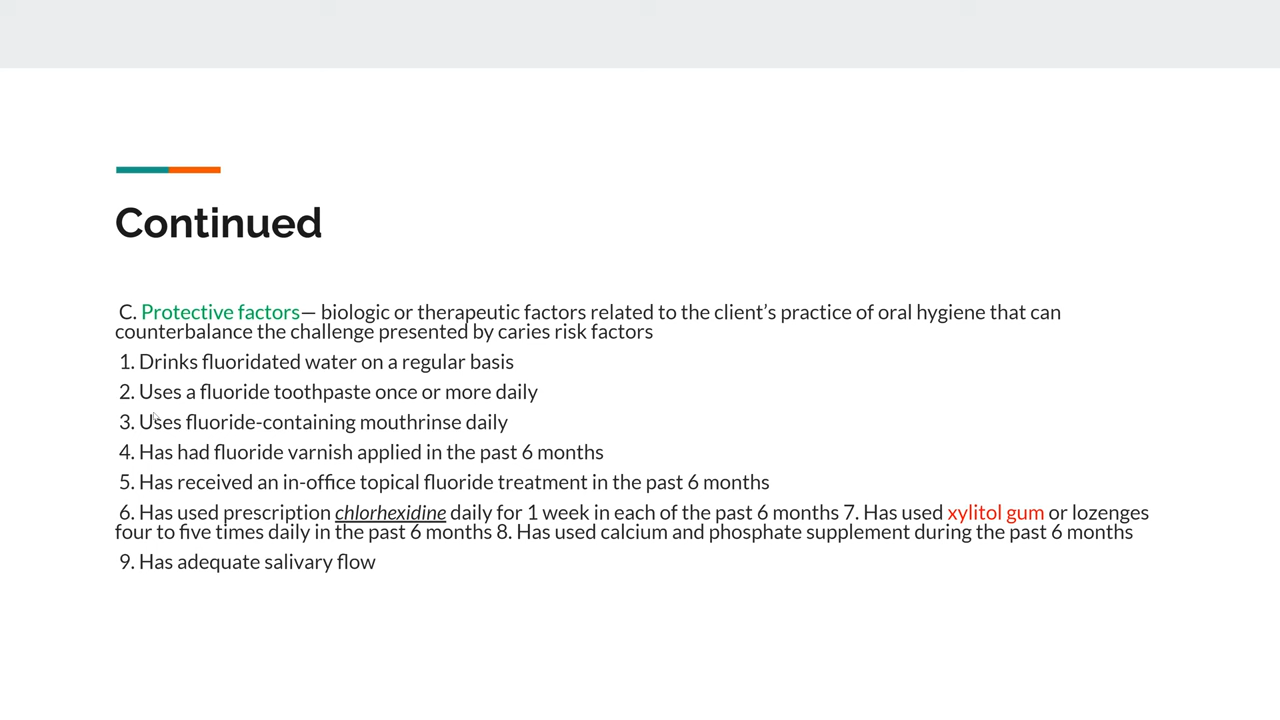 Continued
C. Protective factors— biologic or therapeutic factors related to the client’s practice of oral hygiene that can
counterbalance the challenge presented by caries risk factors
1. Drinks fluoridated water on a regular basis
2. Uses a fluoride toothpaste once or more daily
3. Uses fluoride-containing mouthrinse daily
4. Has had fluoride varnish applied in the past 6 months
5. Has received an in-office topical fluoride treatment in the past 6 months
6. Has used prescription chlorhexidine daily for 1 week in each of the past 6 months 7. Has used xylitol gum or lozenges
four to five times daily in the past 6 months 8. Has used calcium and phosphate supplement during the past 6 months
9. Has adequate salivary flow